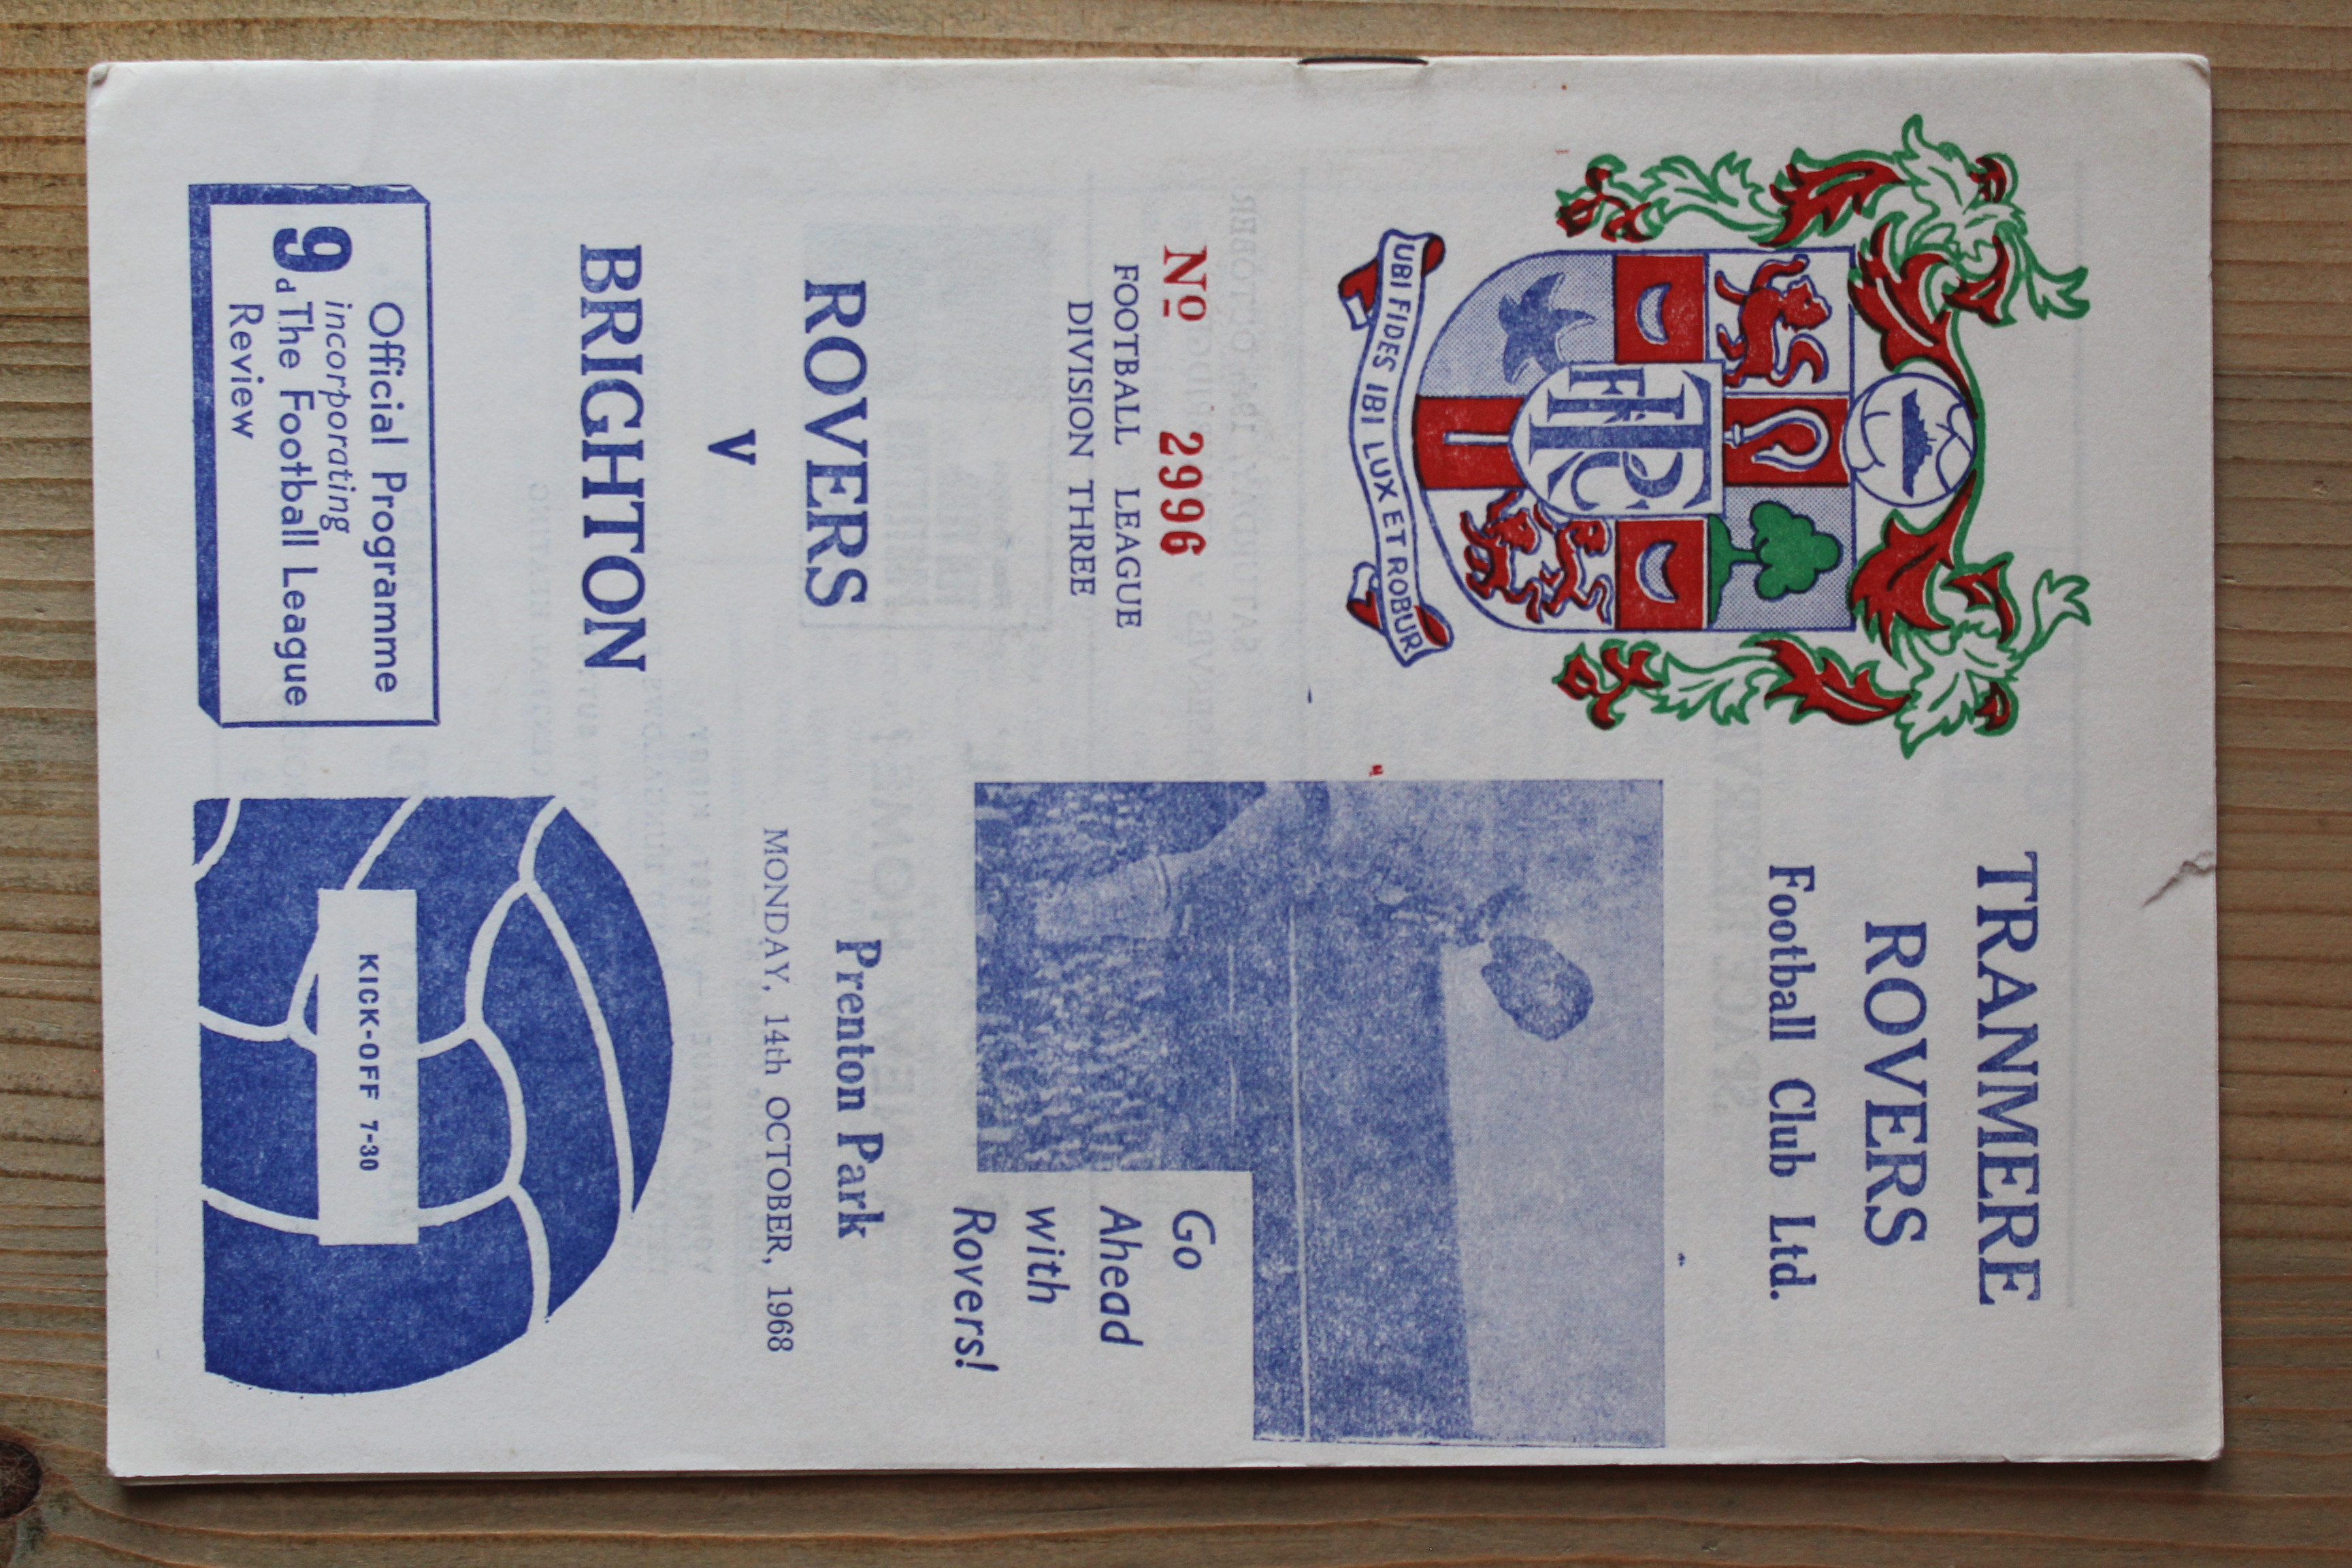 TRANMERE
ROVERS
Football Club Ltd.
TRFC
UBI FIDES IBI LUX ET ROBUR
Go
Ahead
with
Rovers!
No 2996
FOOTBALL LEAGUE
DIVISION THREE
ROVERS
V
BRIGHTON
Prenton Park
MONDAY, 14th OCTOBER, 1968
Official Programme
incorporating
9d The Football League
Review
KICK-OFF 7-30